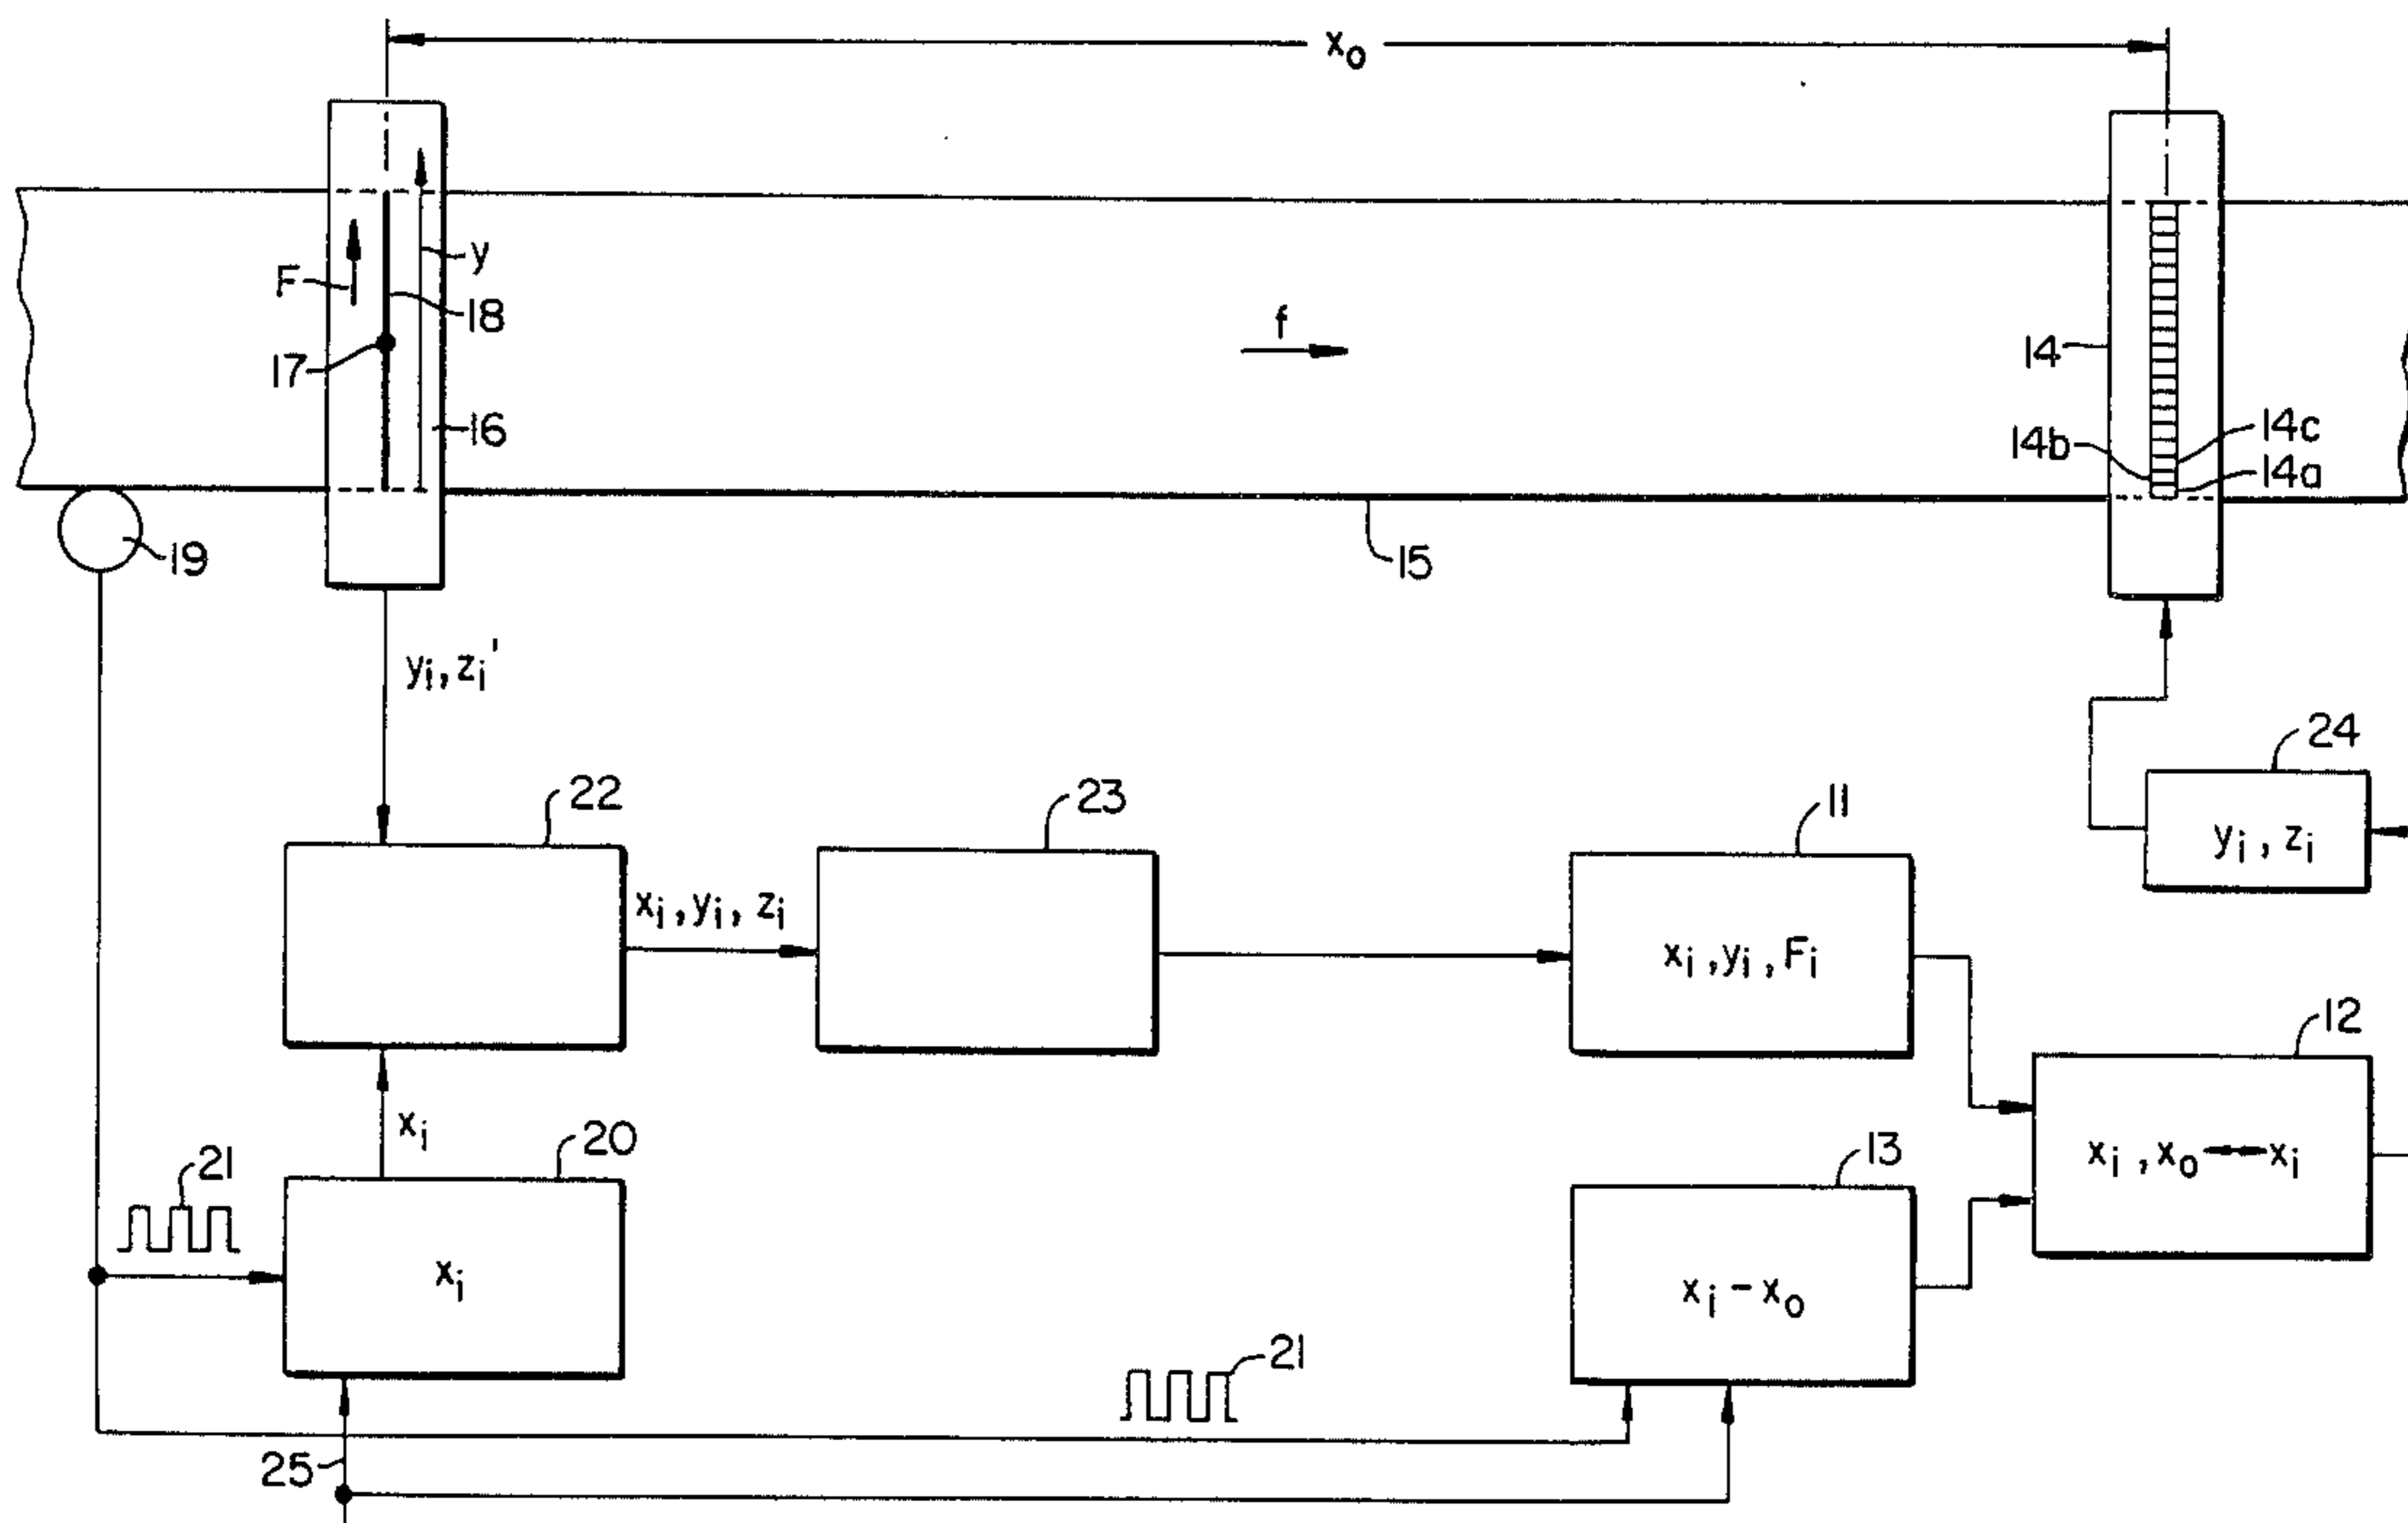 x₀
F
y
18
17
16
f
14
14b
14c
14a
19
15
yᵢ, zᵢ'
24
yᵢ, zᵢ
22
23
11
xᵢ, yᵢ, zᵢ
xᵢ, yᵢ, Fᵢ
12
xᵢ
20
13
21
xᵢ, x₀ xᵢ
xᵢ
xᵢ - x₀
21
25